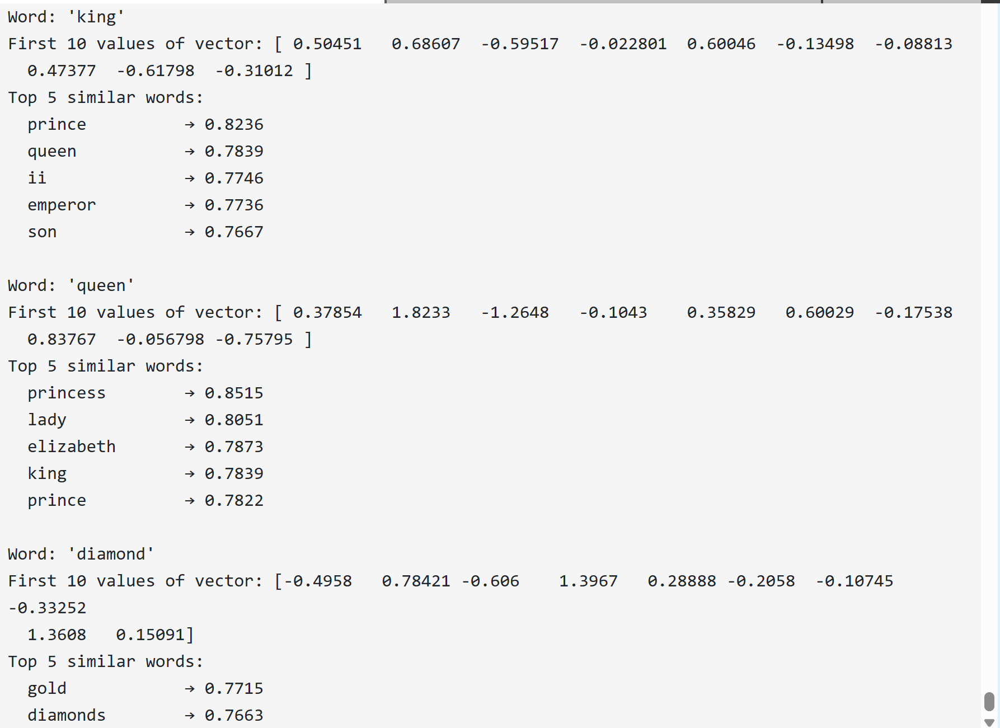 Word: 'king'
First 10 values of vector: [ 0.50451   0.68607  -0.59517  -0.022801  0.60046  -0.13498  -0.08813
  0.47377  -0.61798  -0.31012 ]
Top 5 similar words:
  prince          → 0.8236
  queen           → 0.7839
  ii              → 0.7746
  emperor         → 0.7736
  son             → 0.7667

Word: 'queen'
First 10 values of vector: [ 0.37854   1.8233   -1.2648   -0.1043    0.35829   0.60029  -0.17538
  0.83767  -0.056798 -0.75795 ]
Top 5 similar words:
  princess        → 0.8515
  lady            → 0.8051
  elizabeth       → 0.7873
  king            → 0.7839
  prince          → 0.7822

Word: 'diamond'
First 10 values of vector: [-0.4958   0.78421 -0.606    1.3967   0.28888 -0.2058  -0.10745
-0.33252
  1.3608   0.15091]
Top 5 similar words:
  gold            → 0.7715
  diamonds        → 0.7663